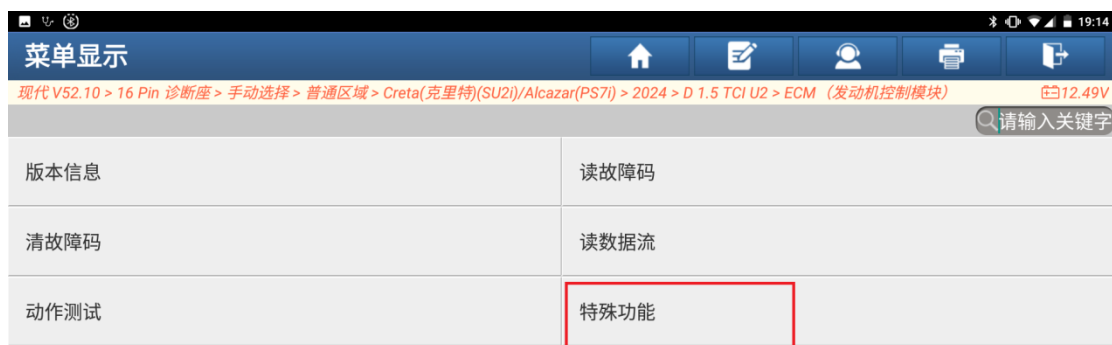 19:14
菜单显示
现代 V52.10 > 16 Pin 诊断座 > 手动选择 > 普通区域 > Creta(克里特)(SU2i)/Alcazar(PS7i) > 2024 > D 1.5 TCI U2 > ECM（发动机控制模块） 12.49V
请输入关键字
版本信息 读故障码
清故障码 读数据流
动作测试 特殊功能